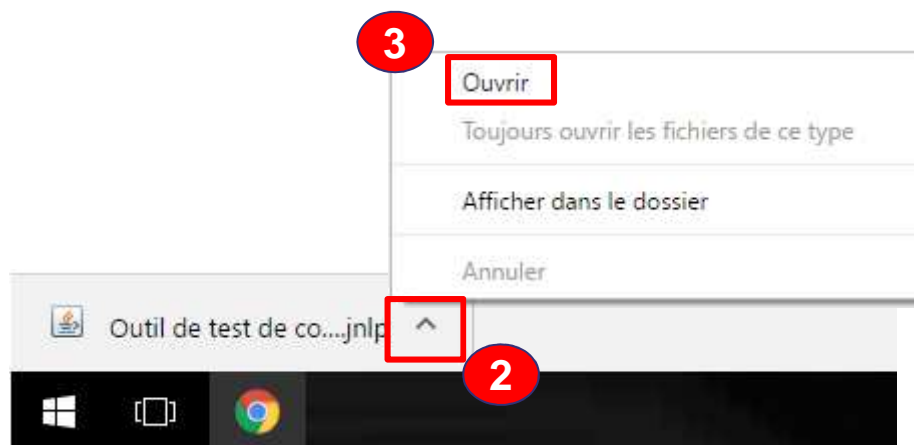 3
Ouvrir
Toujours ouvrir les fichiers de ce type
Afficher dans le dossier
Annuler
Outil de test de co....jnlp
2